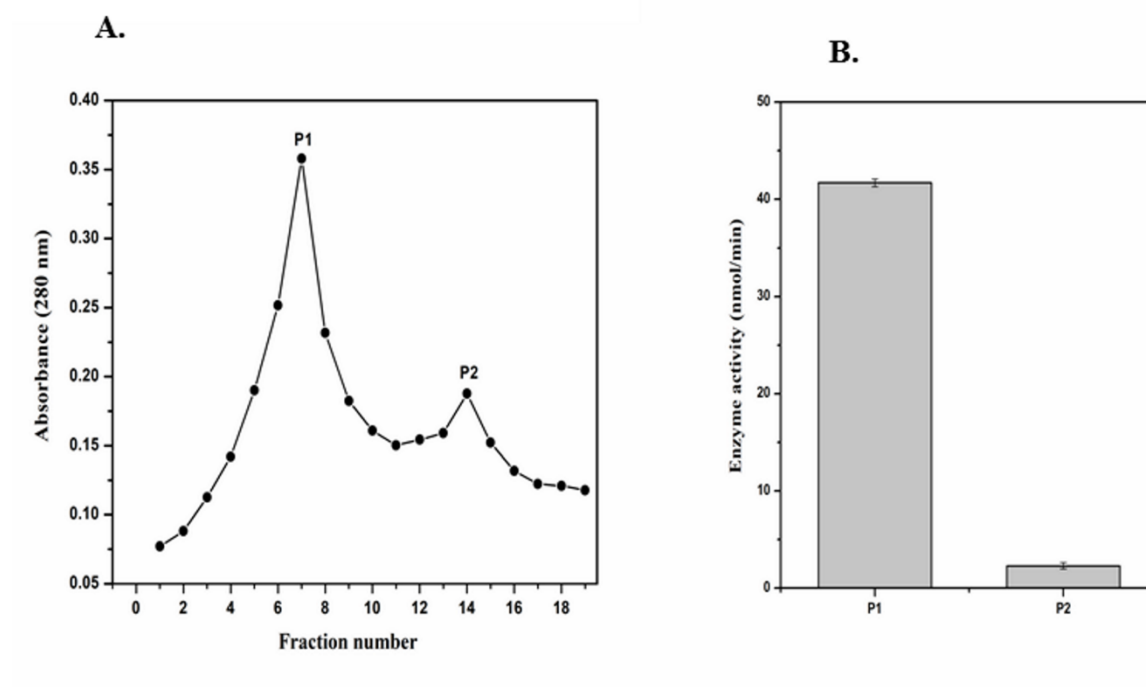 A.
B.
0.40
0.35
0.30
0.25
0.20
0.15
0.10
0.05
Absorbance (280 nm)
P1
P2
0 2 4 6 8 10 12 14 16 18
Fraction number
50
40
30
20
10
0
Enzyme activity (nmol/min)
P1 P2